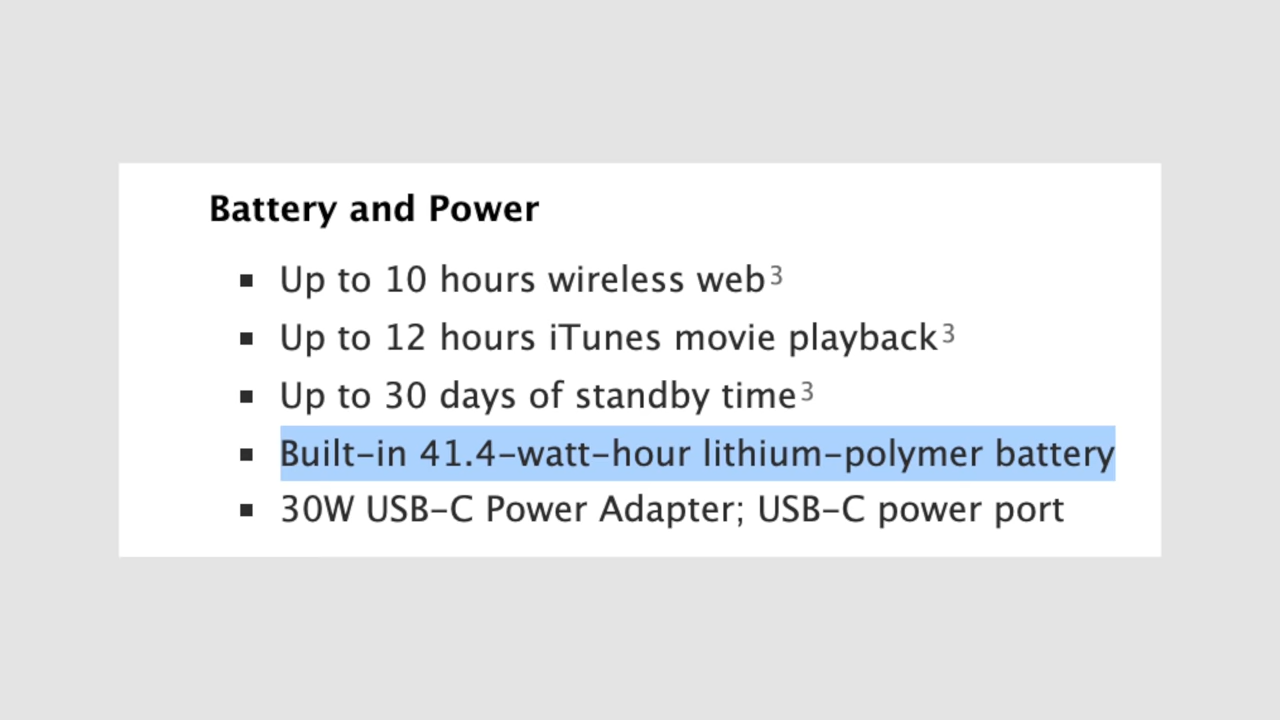 Battery and Power
▪ Up to 10 hours wireless web³
▪ Up to 12 hours iTunes movie playback³
▪ Up to 30 days of standby time³
▪ Built-in 41.4-watt-hour lithium-polymer battery
▪ 30W USB-C Power Adapter; USB-C power port